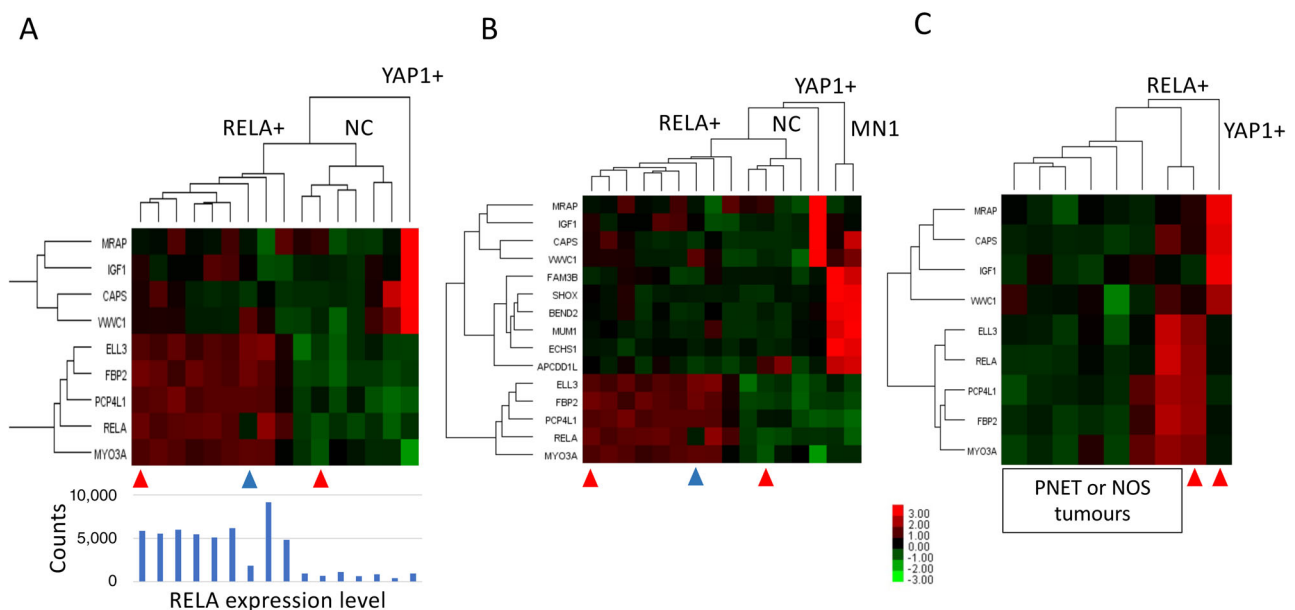 A
YAP1+
RELA+
NC
MRAP
IGF1
CAPS
WWC1
ELL3
FBP2
PCP4L1
RELA
MYO3A
10,000
5,000
0
Counts
RELA expression level
B
YAP1+
RELA+
NC
MN1
MRAP
IGF1
CAPS
WWC1
FAM3B
SHOX
BEND2
MUM1
ECHS1
APCDD1L
ELL3
FBP2
PCP4L1
RELA
MYO3A
3.00
2.00
1.00
0.00
-1.00
-2.00
-3.00
C
RELA+
YAP1+
MRAP
CAPS
IGF1
WWC1
ELL3
RELA
PCP4L1
FBP2
MYO3A
PNET or NOS
tumours